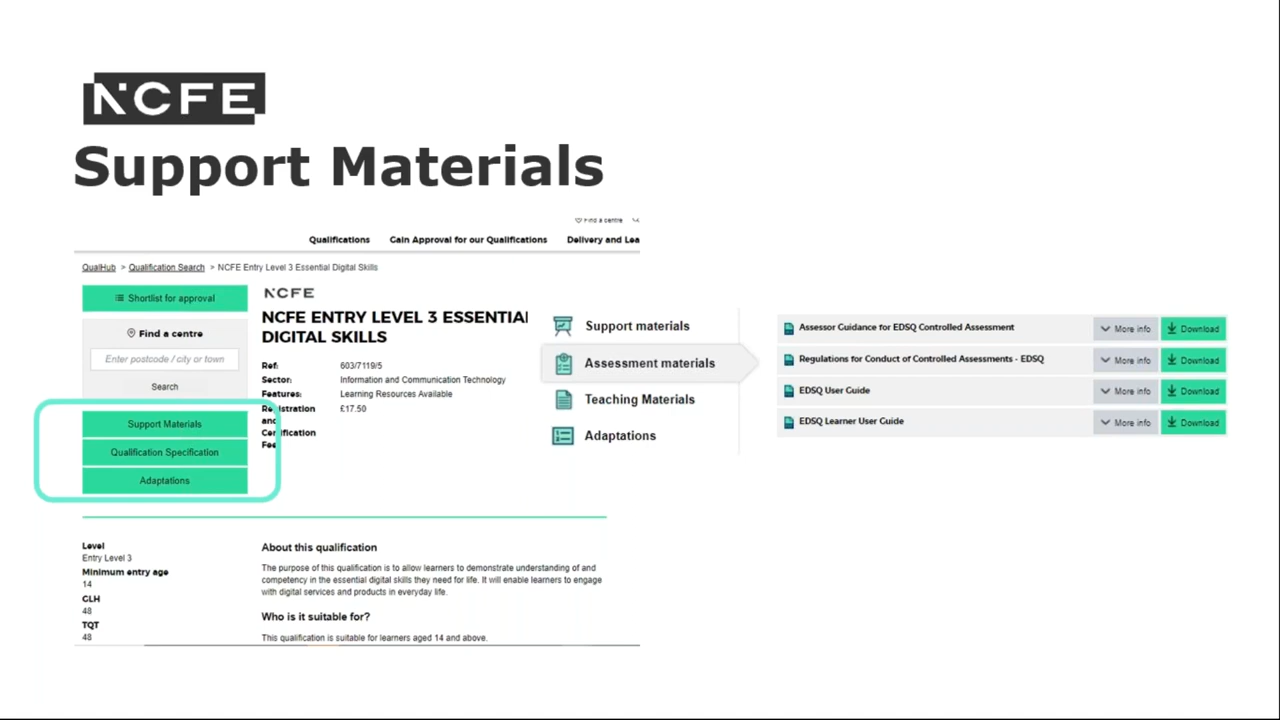 NCFE
Support Materials
Find a centre
Qualifications Gain Approval for our Qualifications Delivery and Lea
QualHub > Qualification Search > NCFE Entry Level 3 Essential Digital Skills
Shortlist for approval
Find a centre
Enter postcode / city or town
Search
Support Materials
Qualification Specification
Adaptations
NCFE
NCFE ENTRY LEVEL 3 ESSENTIAL
DIGITAL SKILLS
Ref: 603/7119/5
Sector: Information and Communication Technology
Features: Learning Resources Available
Registration £17.50
and
Certification
Fee
Support materials
Assessment materials
Teaching Materials
Adaptations
Assessor Guidance for EDSQ Controlled Assessment More info Download
Regulations for Conduct of Controlled Assessments - EDSQ More info Download
EDSQ User Guide More info Download
EDSQ Learner User Guide More info Download
Level
Entry Level 3
Minimum entry age
14
GLH
48
TQT
48
About this qualification
The purpose of this qualification is to allow learners to demonstrate understanding of and
competency in the essential digital skills they need for life. It will enable learners to engage
with digital services and products in everyday life.
Who is it suitable for?
This qualification is suitable for learners aged 14 and above.